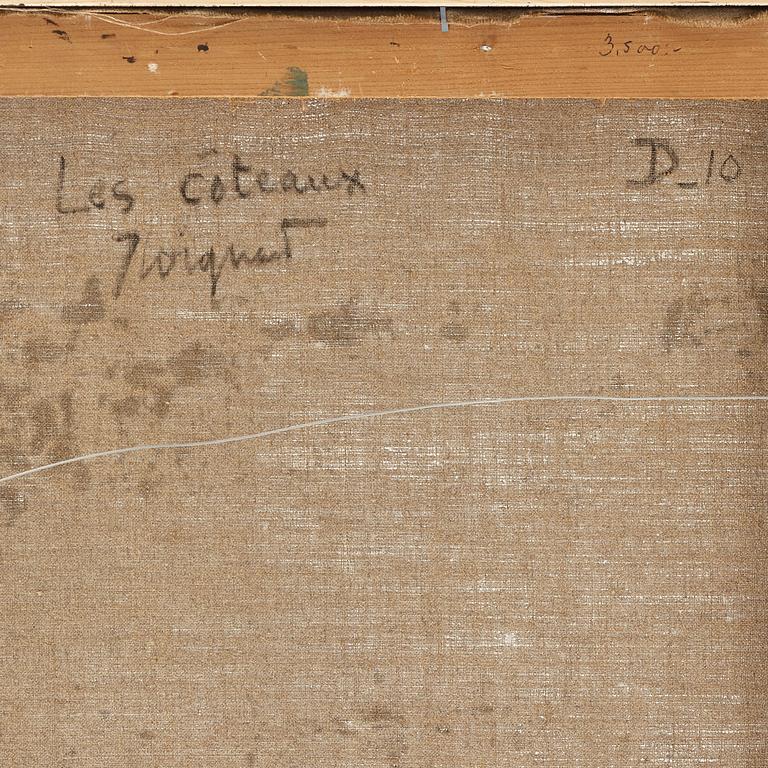 3.500:-
Les côteaux
D_10